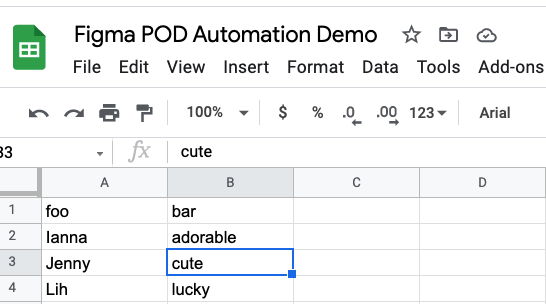 Figma POD Automation Demo
File Edit View Insert Format Data Tools Add-ons
100% $ % .0 .00 123 Arial
33 fx cute
A B C D
1 foo bar
2 Ianna adorable
3 Jenny cute
4 Lih lucky